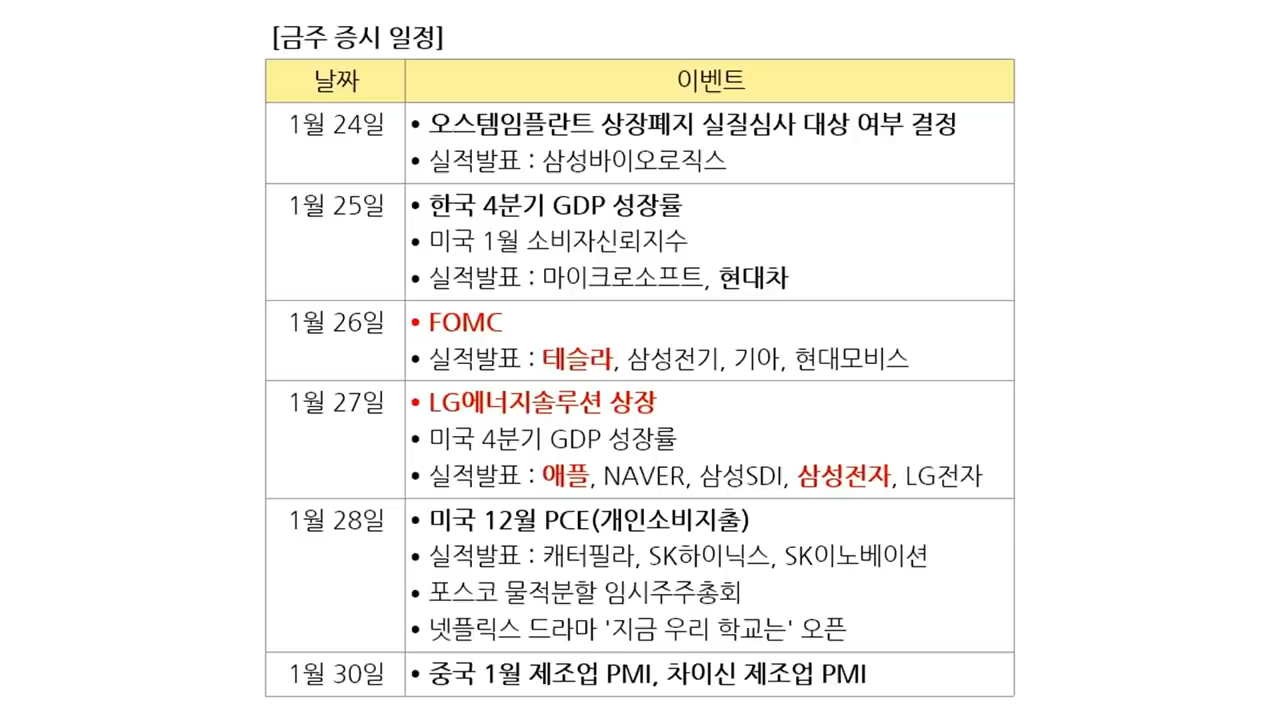 [금주 증시 일정]
날짜 이벤트
1월 24일 • 오스템임플란트 상장폐지 실질심사 대상 여부 결정
• 실적발표 : 삼성바이오로직스
1월 25일 • 한국 4분기 GDP 성장률
• 미국 1월 소비자신뢰지수
• 실적발표 : 마이크로소프트, 현대차
1월 26일 • FOMC
• 실적발표 : 테슬라, 삼성전기, 기아, 현대모비스
1월 27일 • LG에너지솔루션 상장
• 미국 4분기 GDP 성장률
• 실적발표 : 애플, NAVER, 삼성SDI, 삼성전자, LG전자
1월 28일 • 미국 12월 PCE(개인소비지출)
• 실적발표 : 캐터필라, SK하이닉스, SK이노베이션
• 포스코 물적분할 임시주주총회
• 넷플릭스 드라마 '지금 우리 학교는' 오픈
1월 30일 • 중국 1월 제조업 PMI, 차이신 제조업 PMI